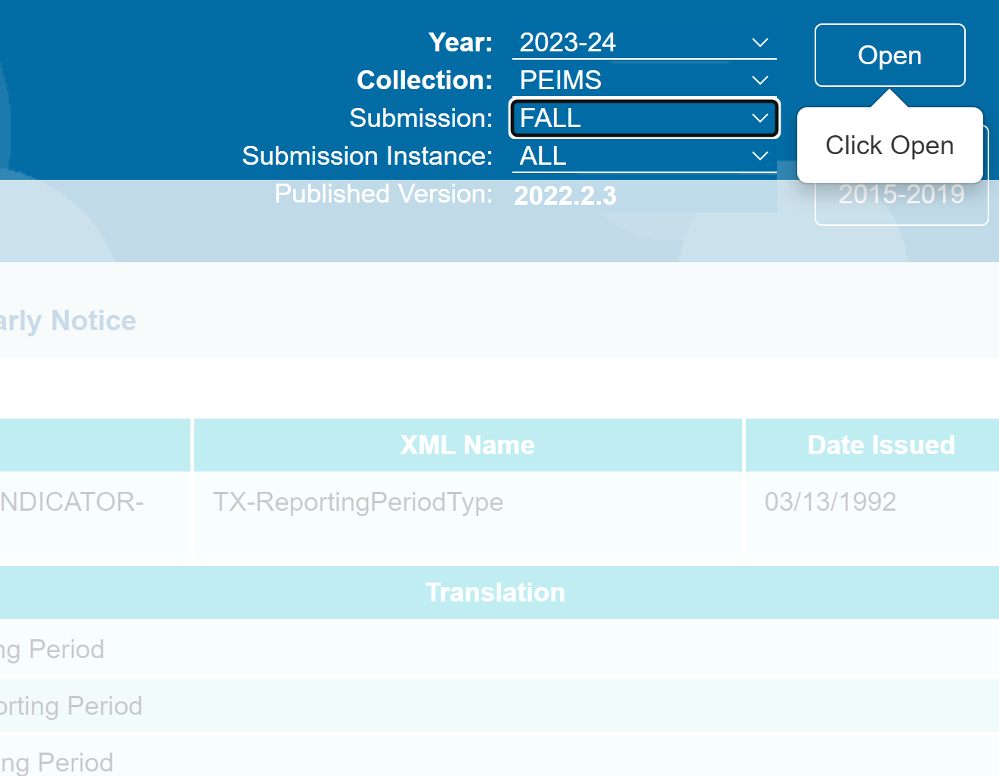 Year: 2023-24
Open
Collection: PEIMS
Submission: FALL
Click Open
Submission Instance: ALL
Published Version: 2022.2.3
2015-2019
arly Notice
XML Name
Date Issued
NDICATOR-
TX-ReportingPeriodType
03/13/1992
Translation
ng Period
orting Period
ng Period